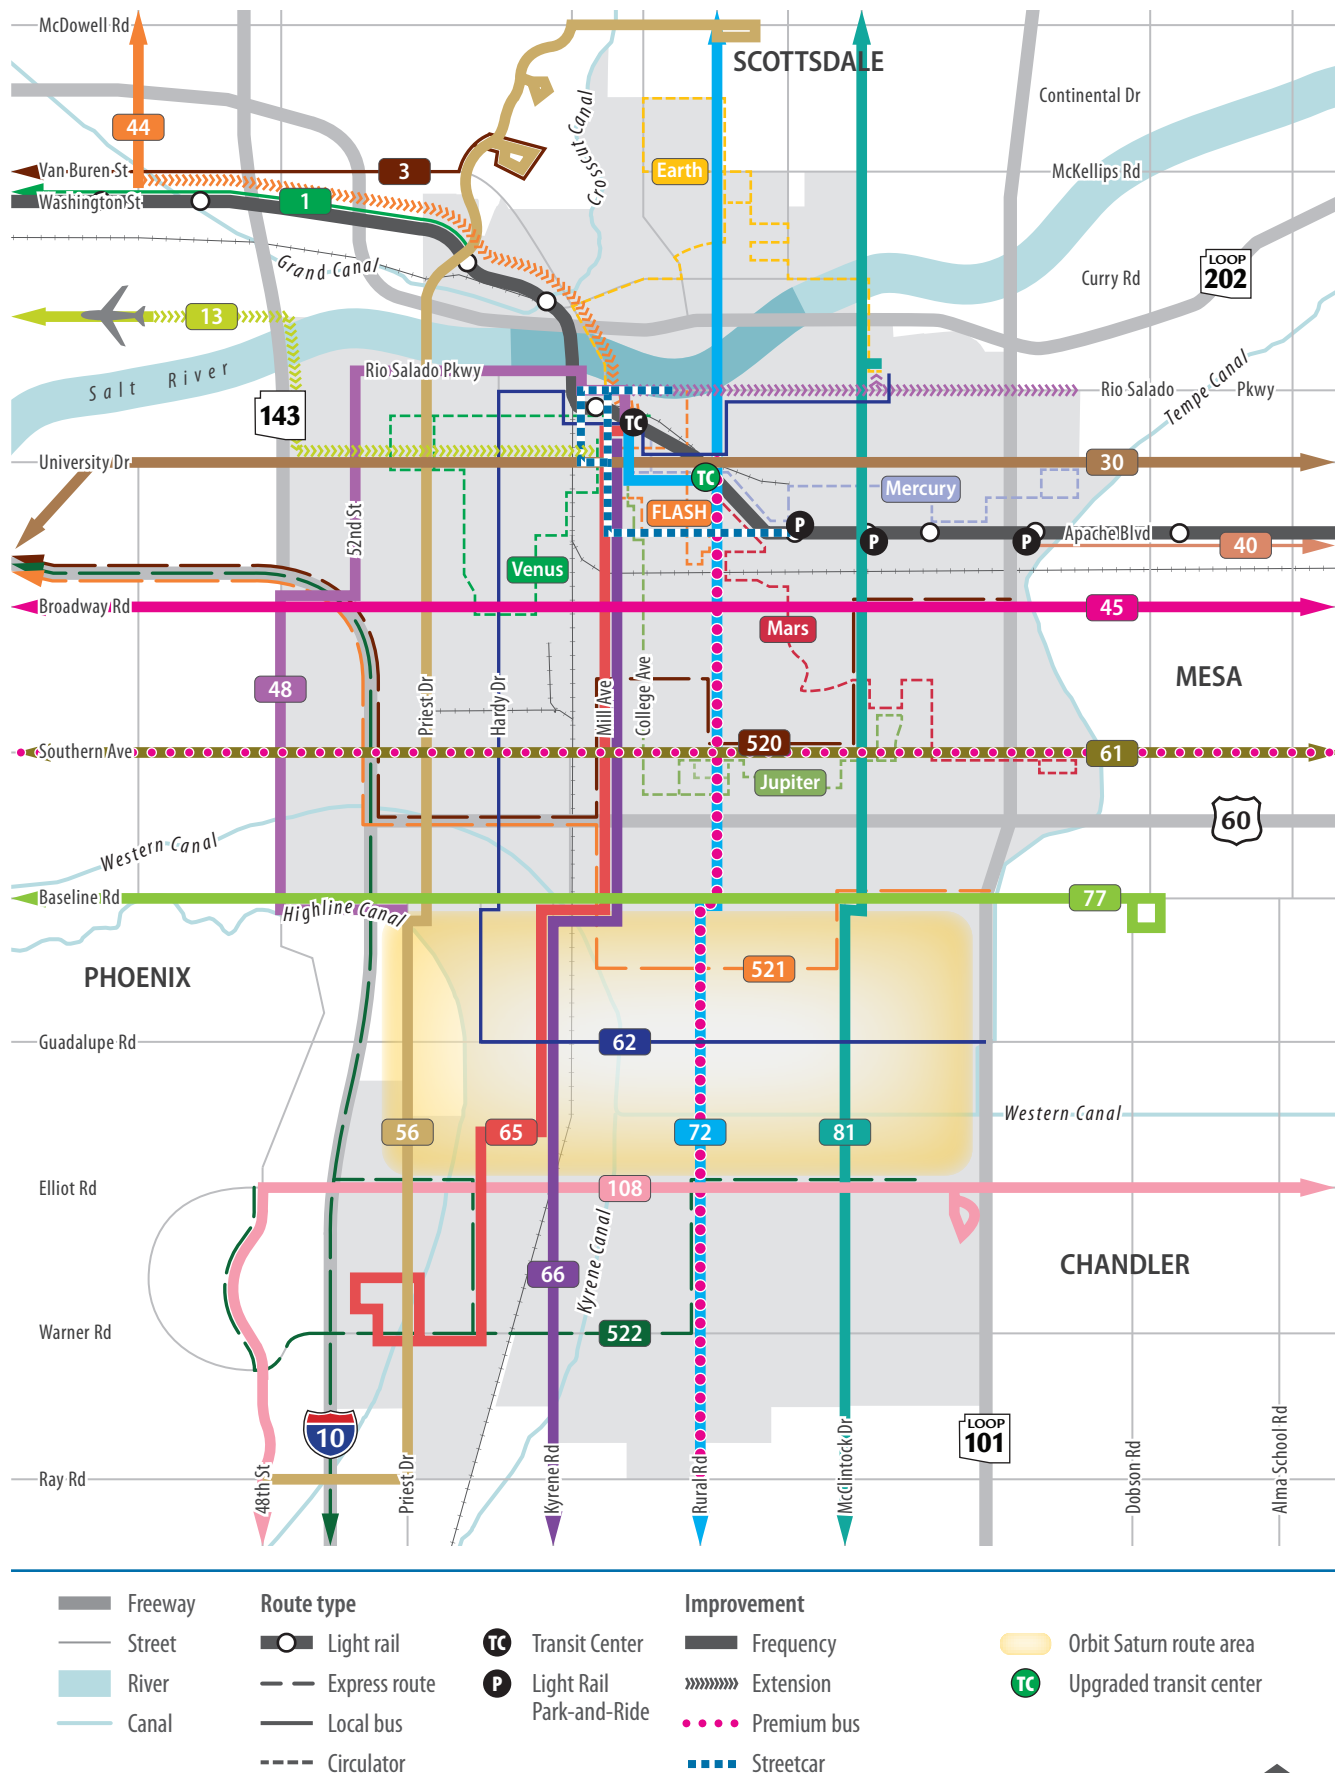 McDowell Rd
SCOTTSDALE
Continental Dr
44
Crosscut Canal
Van Buren St
3
Earth
McKellips Rd
Washington St
1
Grand Canal
LOOP
202
Curry Rd
13
Salt River
Rio Salado Pkwy
Rio Salado Pkwy
Tempe Canal
143
TC
University Dr
30
TC
Mercury
FLASH
P
52nd St
P
P
Apache Blvd
40
Venus
Broadway Rd
45
Mars
MESA
48
Priest Dr
Hardy Dr
Mill Ave
College Ave
Southern Ave
520
61
Jupiter
60
Western Canal
Baseline Rd
77
Highline Canal
PHOENIX
521
Guadalupe Rd
62
Western Canal
56
65
72
81
Elliot Rd
108
Kyrene Canal
CHANDLER
66
Warner Rd
522
10
LOOP
101
Ray Rd
48th St
Priest Dr
Kyrene Rd
Rural Rd
McClintock Dr
Dobson Rd
Alma School Rd
Freeway
Street
River
Canal
Route type
Light rail
Express route
Local bus
Circulator
TC Transit Center
P Light Rail
Park-and-Ride
Improvement
Frequency
Extension
Premium bus
Streetcar
Orbit Saturn route area
TC Upgraded transit center